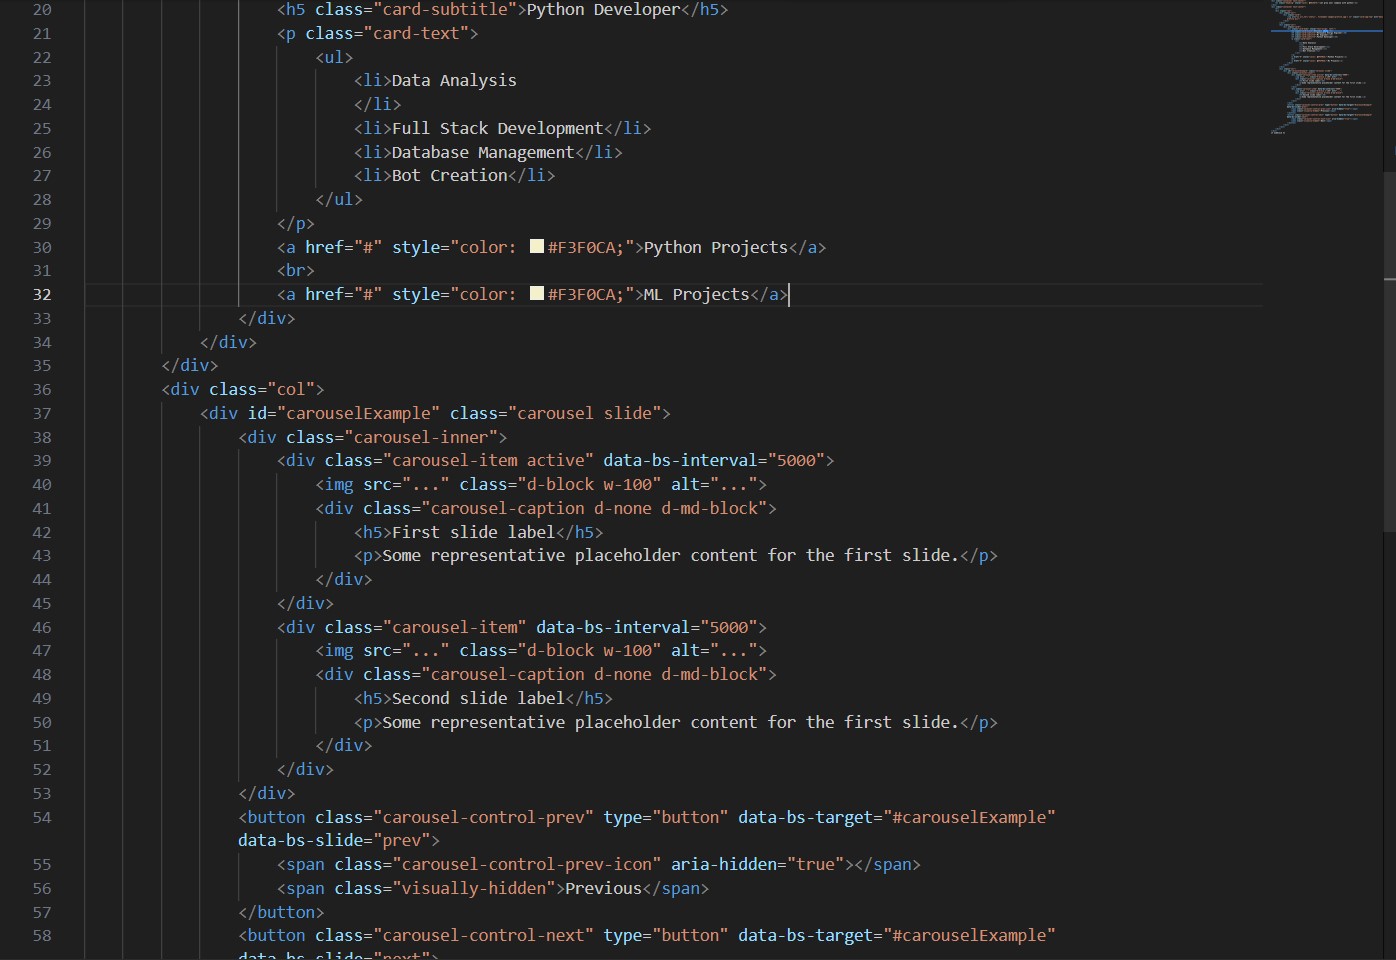 20 <h5 class="card-subtitle">Python Developer</h5>
21 <p class="card-text">
22 <ul>
23 <li>Data Analysis
24 </li>
25 <li>Full Stack Development</li>
26 <li>Database Management</li>
27 <li>Bot Creation</li>
28 </ul>
29 </p>
30 <a href="#" style="color: #F3F0CA;">Python Projects</a>
31 <br>
32 <a href="#" style="color: #F3F0CA;">ML Projects</a>
33 </div>
34 </div>
35 </div>
36 <div class="col">
37 <div id="carouselExample" class="carousel slide">
38 <div class="carousel-inner">
39 <div class="carousel-item active" data-bs-interval="5000">
40 <img src="..." class="d-block w-100" alt="...">
41 <div class="carousel-caption d-none d-md-block">
42 <h5>First slide label</h5>
43 <p>Some representative placeholder content for the first slide.</p>
44 </div>
45 </div>
46 <div class="carousel-item" data-bs-interval="5000">
47 <img src="..." class="d-block w-100" alt="...">
48 <div class="carousel-caption d-none d-md-block">
49 <h5>Second slide label</h5>
50 <p>Some representative placeholder content for the first slide.</p>
51 </div>
52 </div>
53 </div>
54 <button class="carousel-control-prev" type="button" data-bs-target="#carouselExample"
data-bs-slide="prev">
55 <span class="carousel-control-prev-icon" aria-hidden="true"></span>
56 <span class="visually-hidden">Previous</span>
57 </button>
58 <button class="carousel-control-next" type="button" data-bs-target="#carouselExample"
data-bs-slide="next">